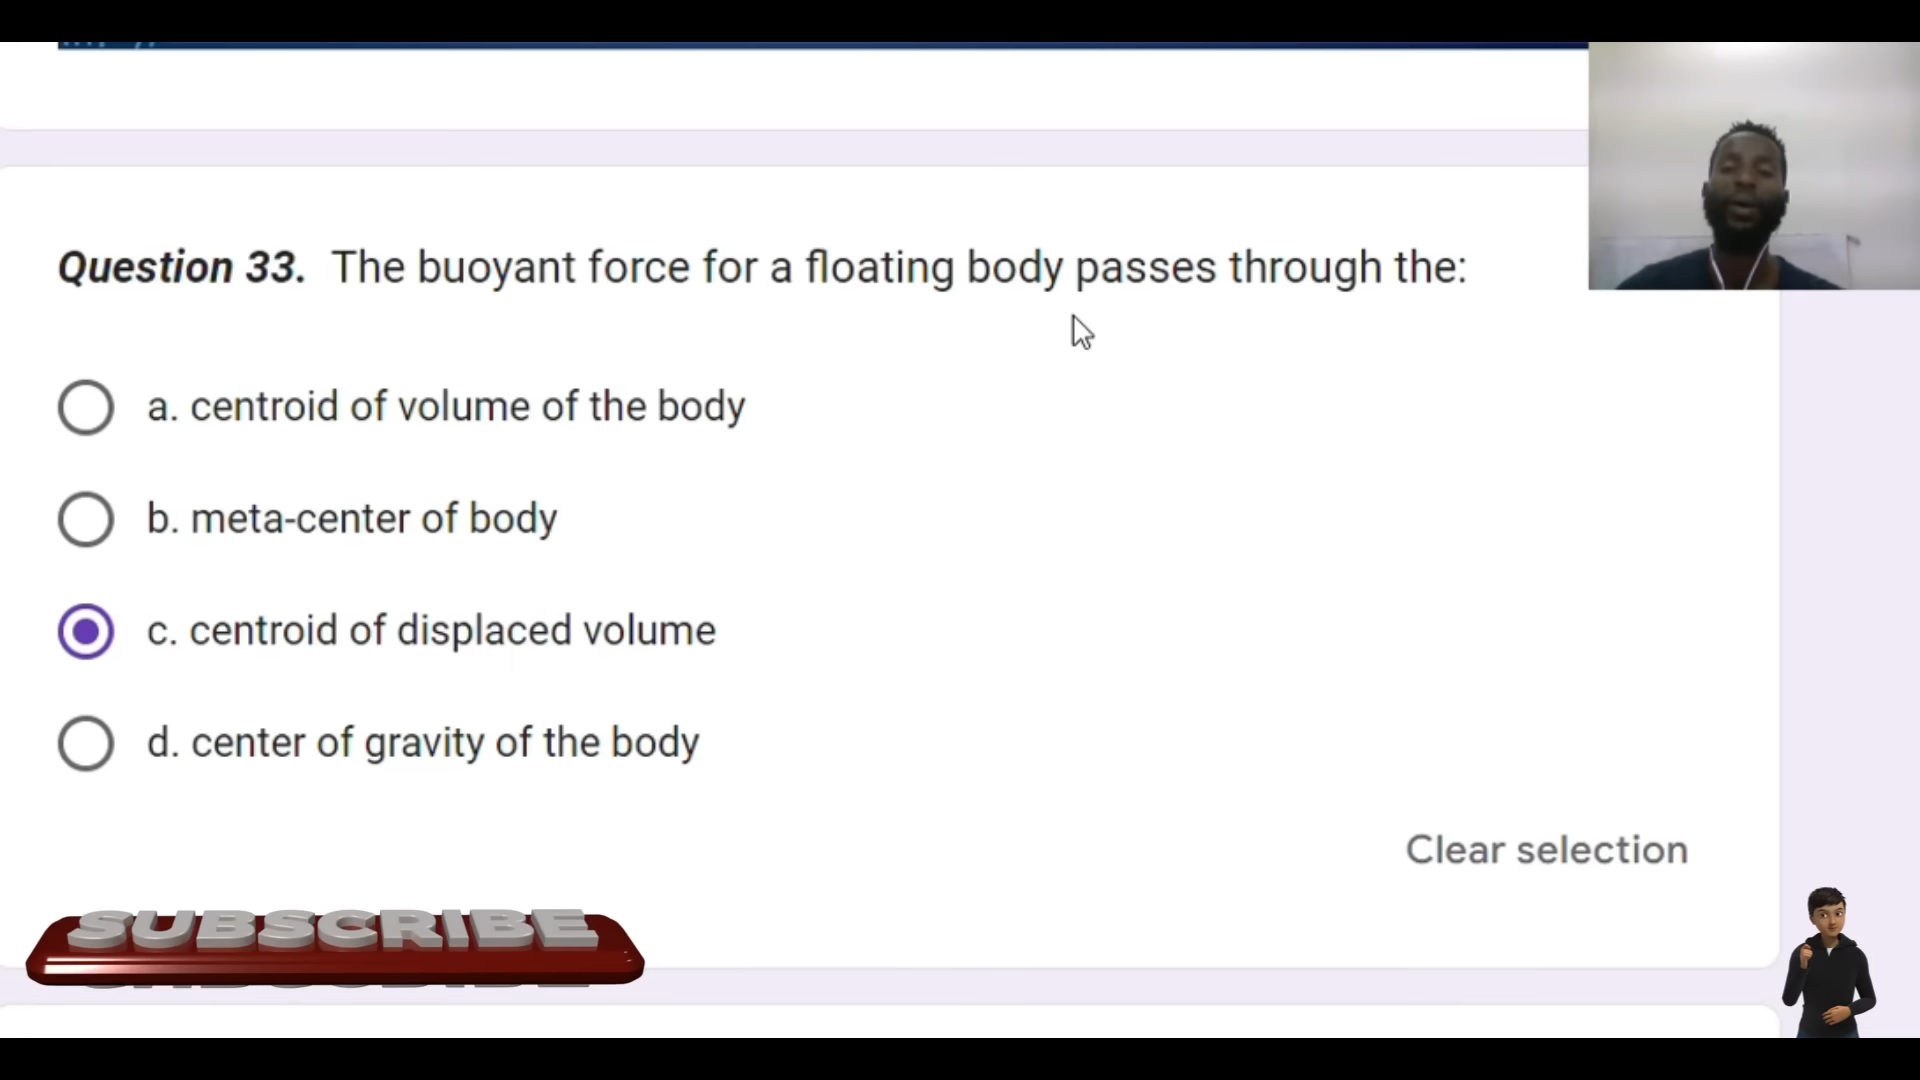 Question 33. The buoyant force for a floating body passes through the:
a. centroid of volume of the body
b. meta-center of body
c. centroid of displaced volume
d. center of gravity of the body
Clear selection
SUBSCRIBE